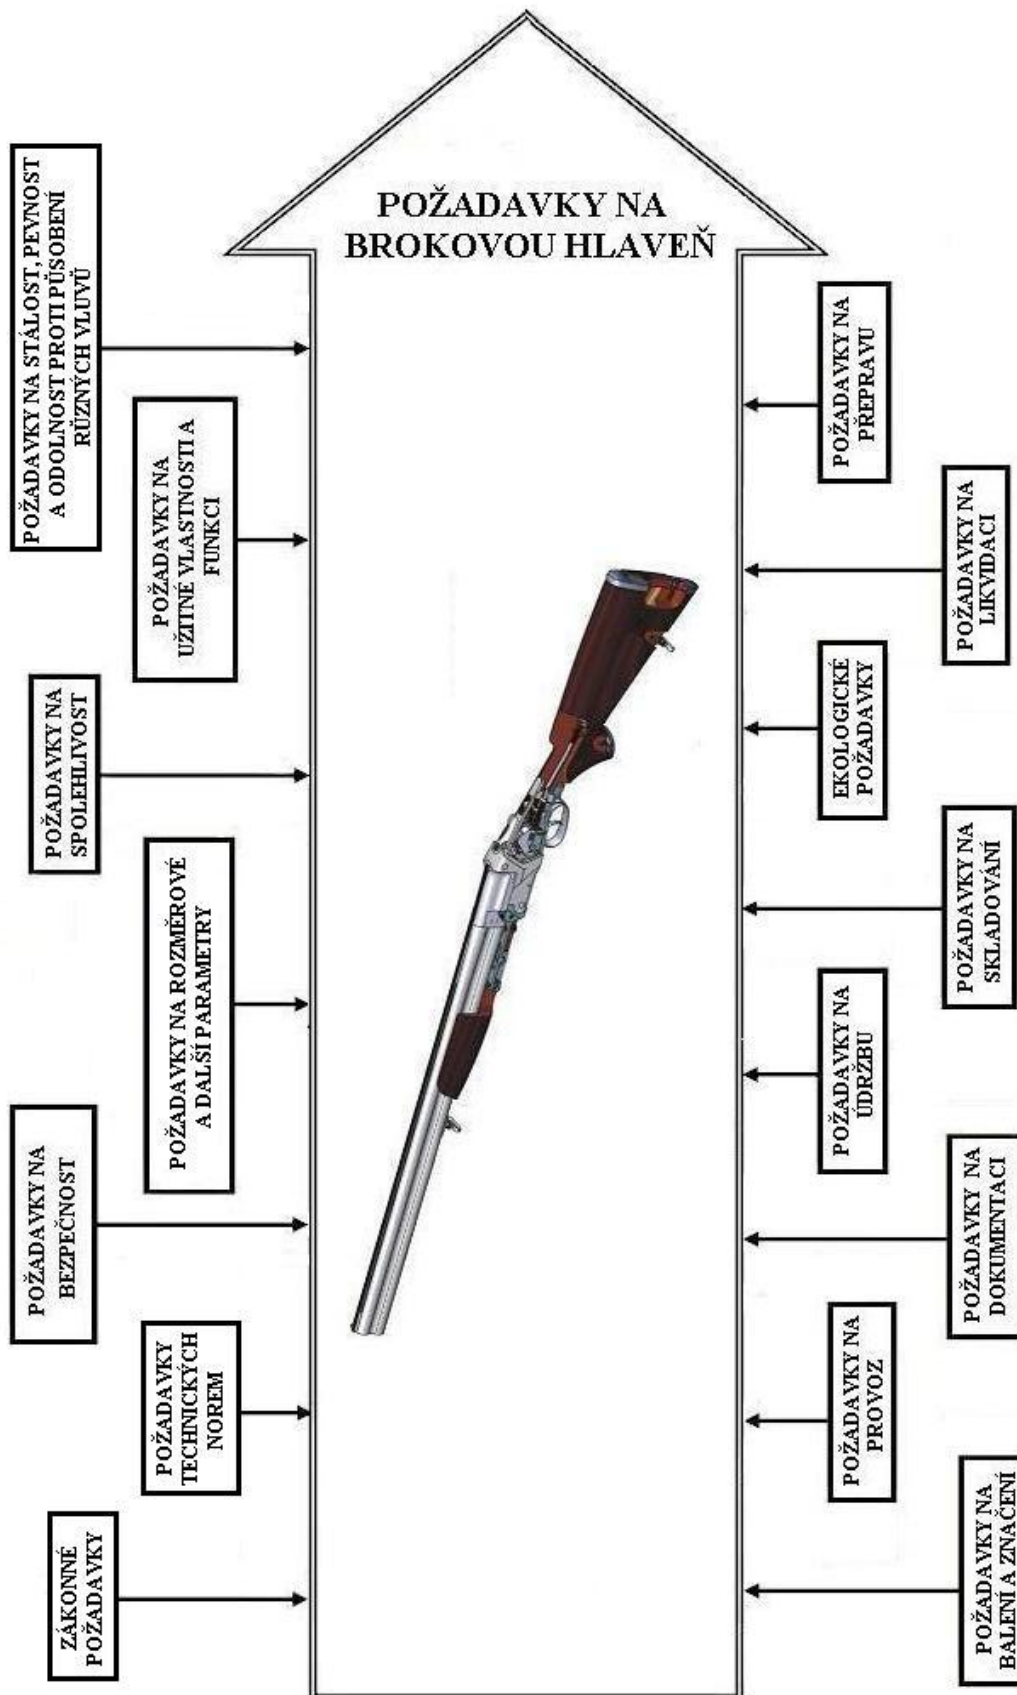 POŽADAVKY NA
BROKOVOU HLAVEŇ
POŽADAVKY NA STÁLOST, PEVNOST
A ODOLNOST PROTI PŮSOBENÍ
RŮZNÝCH VLUVŮ
POŽADAVKY NA
UŽITNÉ VLASTNOSTI A
FUNKCI
POŽADAVKY NA
SPOLEHLIVOST
POŽADAVKY NA ROZMĚROVÉ
A DALŠÍ PARAMETRY
POŽADAVKY NA
BEZPEČNOST
POŽADAVKY
TECHNICKÝCH
NOREM
ZÁKONNÉ
POŽADAVKY
POŽADAVKY NA
PŘEPRAVU
POŽADAVKY NA
LIKVIDACI
EKOLOGICKÉ
POŽADAVKY
POŽADAVKY NA
SKLADOVÁNÍ
POŽADAVKY NA
ÚDRŽBU
POŽADAVKY NA
DOKUMENTACI
POŽADAVKY NA
PROVOZ
POŽADAVKY NA
BALENÍ A ZNAČENÍ